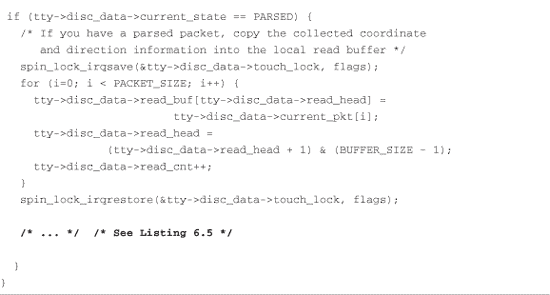 if (tty->disc_data->current_state == PARSED) {
/* If you have a parsed packet, copy the collected coordinate
and direction information into the local read buffer */
spin_lock_irqsave(&tty->disc_data->touch_lock, flags);
for (i=0; i < PACKET_SIZE; i++) {
tty->disc_data->read_buf[tty->disc_data->read_head] =
tty->disc_data->current_pkt[i];
tty->disc_data->read_head =
(tty->disc_data->read_head + 1) & (BUFFER_SIZE - 1);
tty->disc_data->read_cnt++;
}
spin_lock_irqrestore(&tty->disc_data->touch_lock, flags);
/* ... */ /* See Listing 6.5 */
}
}